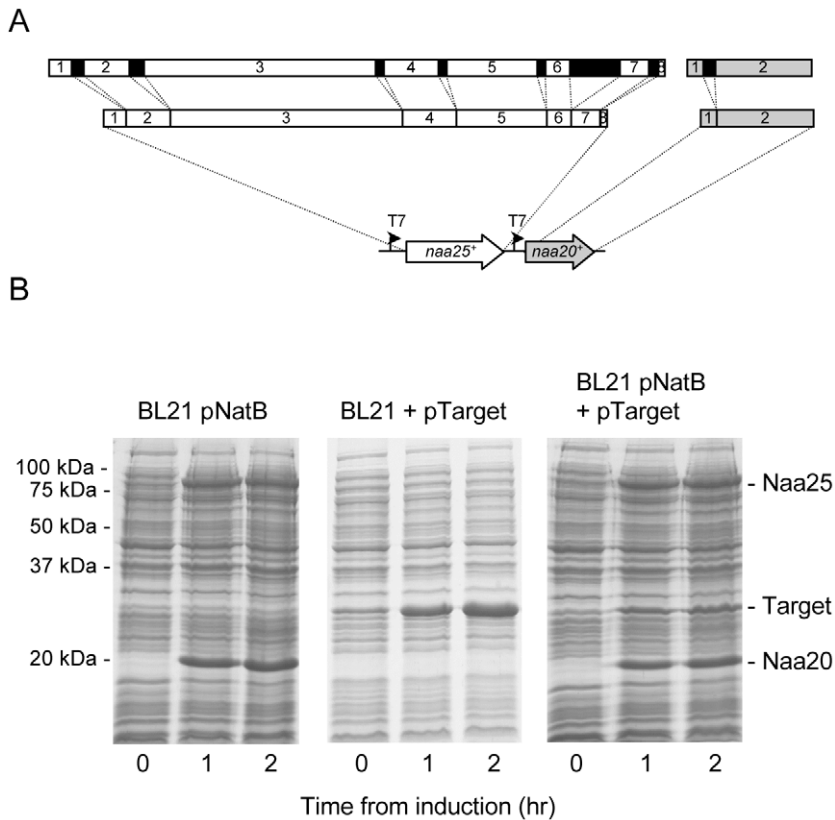 A
1 2 3 4 5 6 7 8 1 2
1 2 3 4 5 6 7 8 1 2
T7 T7
naa25+ naa20+
B
BL21 pNatB
BL21 + pTarget
BL21 pNatB
+ pTarget
100 kDa -
75 kDa -
50 kDa -
37 kDa -
20 kDa -
- Naa25
- Target
- Naa20
0 1 2 0 1 2 0 1 2
Time from induction (hr)